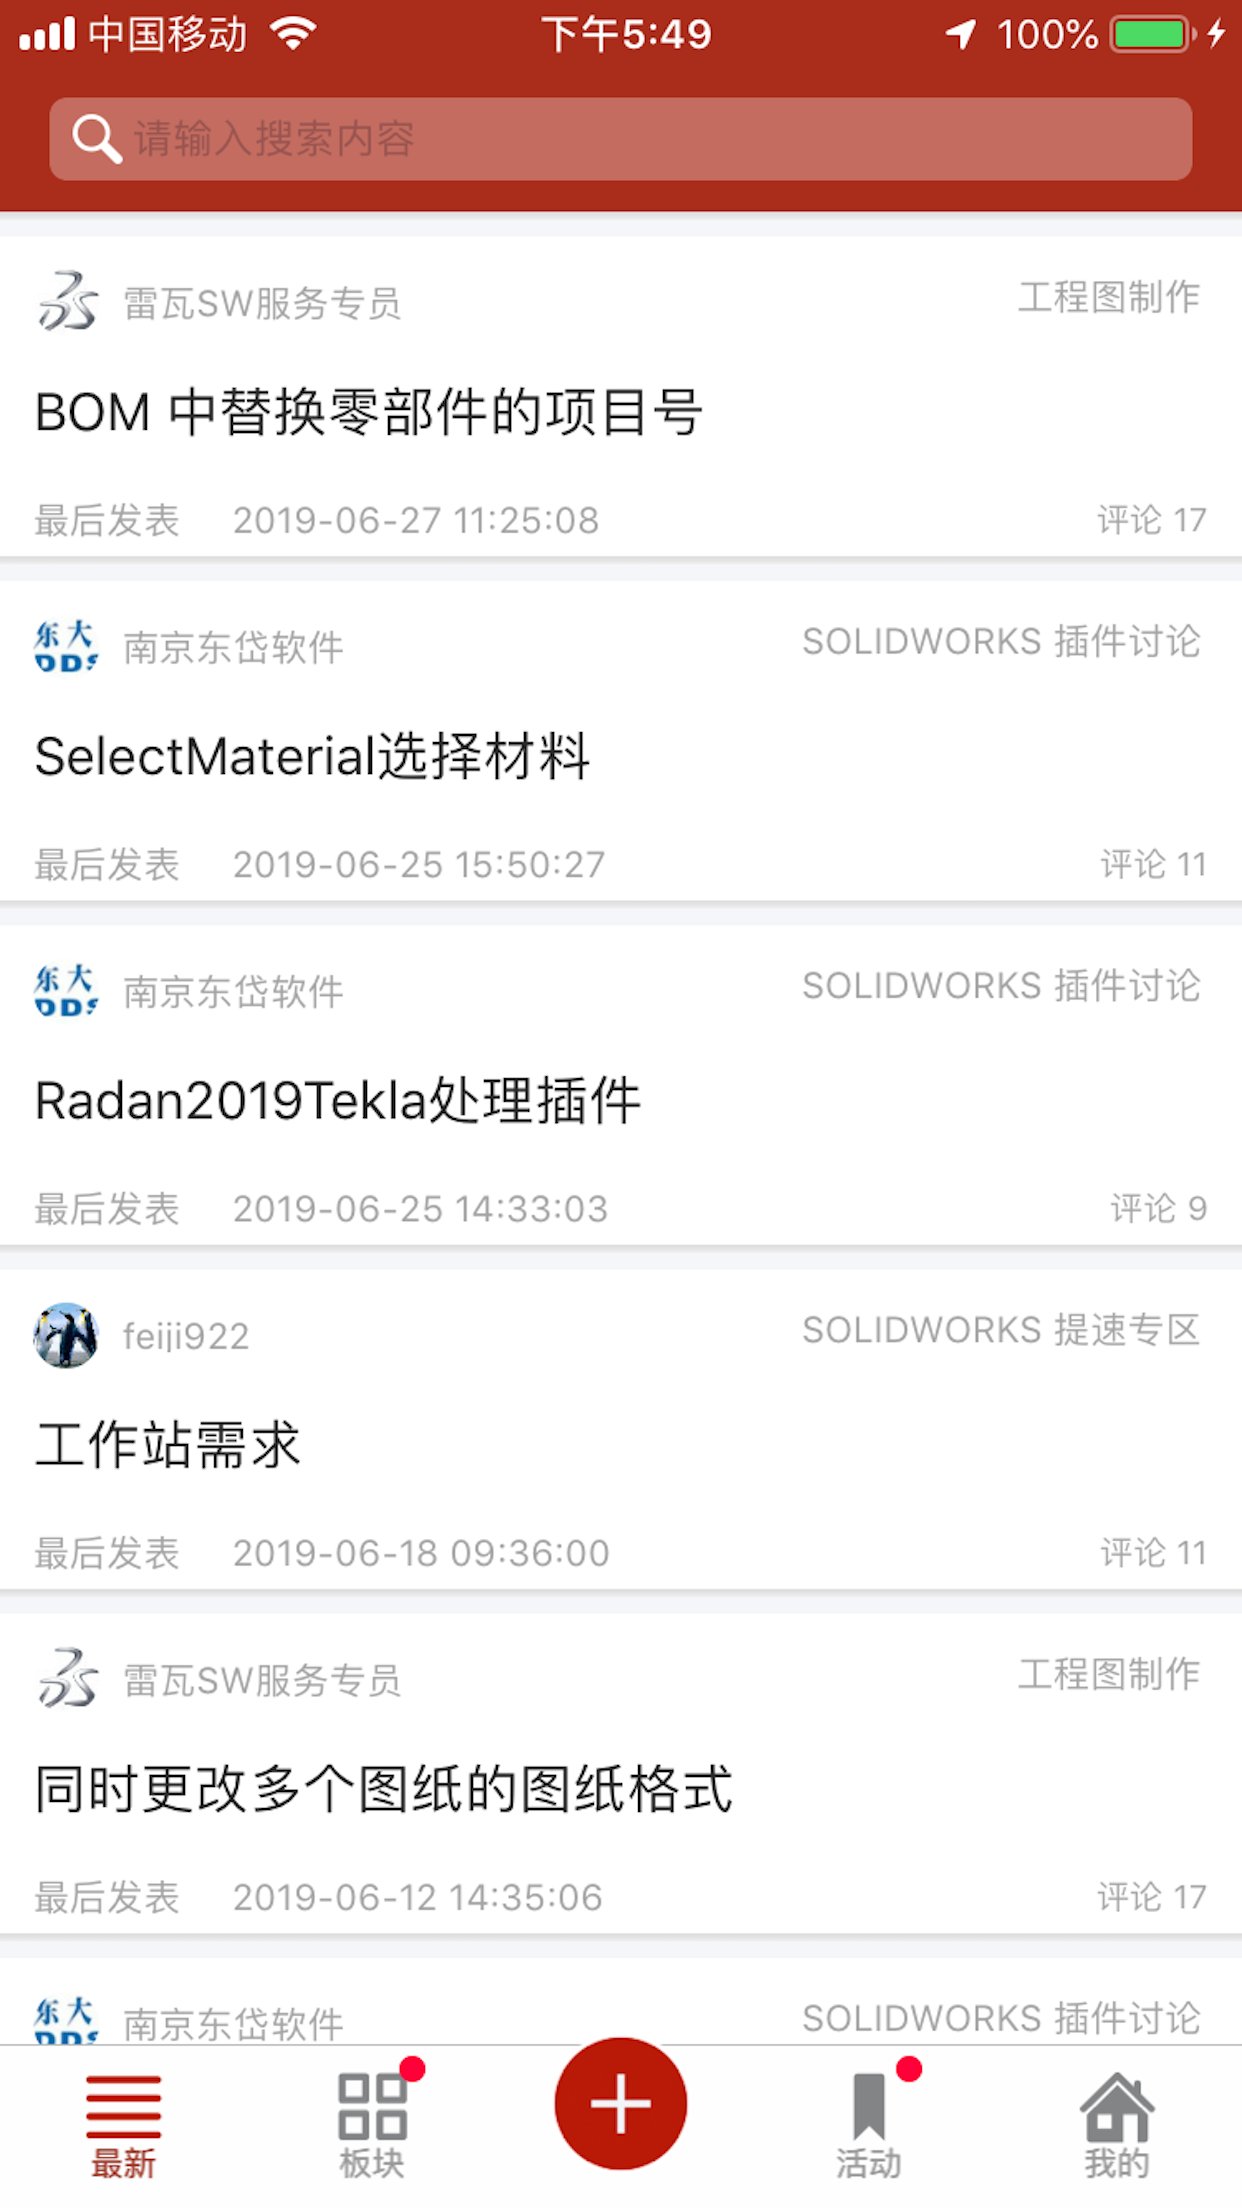 中国移动 下午5:49 100%
请输入搜索内容
雷瓦SW服务专员 工程图制作
BOM 中替换零部件的项目号
最后发表 2019-06-27 11:25:08 评论 17
东大
南京东岱软件 SOLIDWORKS 插件讨论
SelectMaterial选择材料
最后发表 2019-06-25 15:50:27 评论 11
东大
南京东岱软件 SOLIDWORKS 插件讨论
Radan2019Tekla处理插件
最后发表 2019-06-25 14:33:03 评论 9
feiji922 SOLIDWORKS 提速专区
工作站需求
最后发表 2019-06-18 09:36:00 评论 11
雷瓦SW服务专员 工程图制作
同时更改多个图纸的图纸格式
最后发表 2019-06-12 14:35:06 评论 17
东大
南京东岱软件 SOLIDWORKS 插件讨论
最新 板块 活动 我的